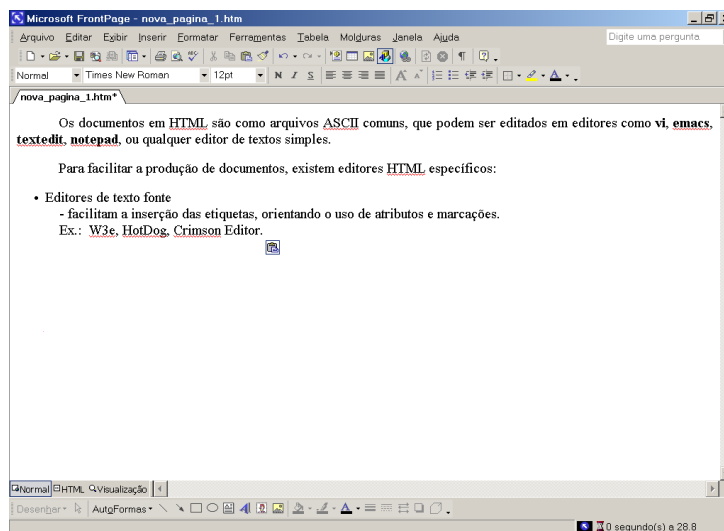 Microsoft FrontPage - nova_pagina_1.htm
Arquivo Editar Exibir Inserir Formatar Ferramentas Tabela Molduras Janela Ajuda Digite uma pergunta
Normal Times New Roman 12pt N I S
nova_pagina_1.htm*
Os documentos em HTML são como arquivos ASCII comuns, que podem ser editados em editores como vi, emacs,
textedit, notepad, ou qualquer editor de textos simples.
Para facilitar a produção de documentos, existem editores HTML específicos:
• Editores de texto fonte
- facilitam a inserção das etiquetas, orientando o uso de atributos e marcações.
Ex.: W3e, HotDog, Crimson Editor.
Normal HTML Visualização
Desenhar AutoFormas
0 segundo(s) a 28.8